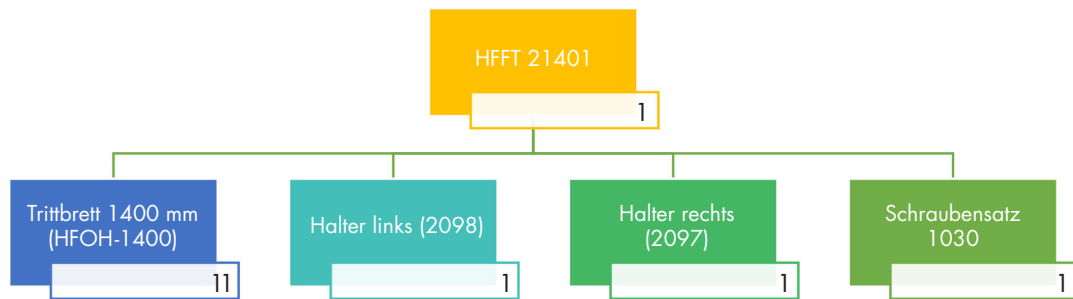 HFFT 21401
1
Trittbrett 1400 mm
(HFOH-1400)
11
Halter links (2098)
1
Halter rechts
(2097)
1
Schraubensatz
1030
1